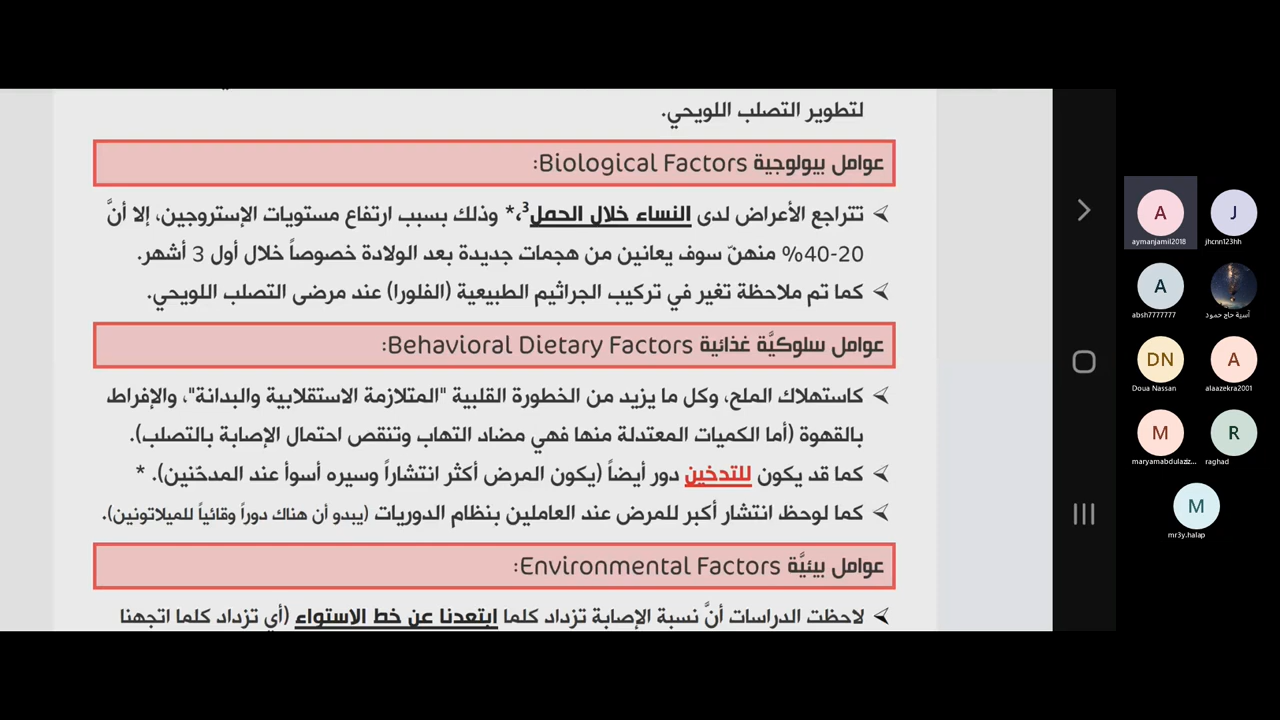 لتطوير التصلب اللويحي.
عوامل بيولوجية Biological Factors:
تتراجع الأعراض لدى النساء خلال الحمل³،* وذلك بسبب ارتفاع مستويات الإستروجين، إلا أنَّ
20-40% منهنّ سوف يعانين من هجمات جديدة بعد الولادة خصوصاً خلال أول 3 أشهر.
كما تم ملاحظة تغير في تركيب الجراثيم الطبيعية (الفلورا) عند مرضى التصلب اللويحي.
عوامل سلوكيَّة غذائية Behavioral Dietary Factors:
كاستهلاك الملح، وكل ما يزيد من الخطورة القلبية "المتلازمة الاستقلابية والبدانة"، والإفراط
بالقهوة (أما الكميات المعتدلة منها فهي مضاد التهاب وتنقص احتمال الإصابة بالتصلب).
كما قد يكون للتدخين دور أيضاً (يكون المرض أكثر انتشاراً وسيره أسوأ عند المدخّنين). *
كما لوحظ انتشار أكبر للمرض عند العاملين بنظام الدوريات (يبدو أن هناك دوراً وقائياً للميلاتونين).
عوامل بيئيَّة Environmental Factors:
لاحظت الدراسات أنَّ نسبة الإصابة تزداد كلما ابتعدنا عن خط الاستواء (أي تزداد كلما اتجهنا
A
aymanjamil2018
J
jhcnn123hh
A
absh7777777
آسية حاج حمود
DN
Doua Nassan
A
alaazekra2001
M
maryamabdulaziz...
R
raghad
M
mr3y.halap